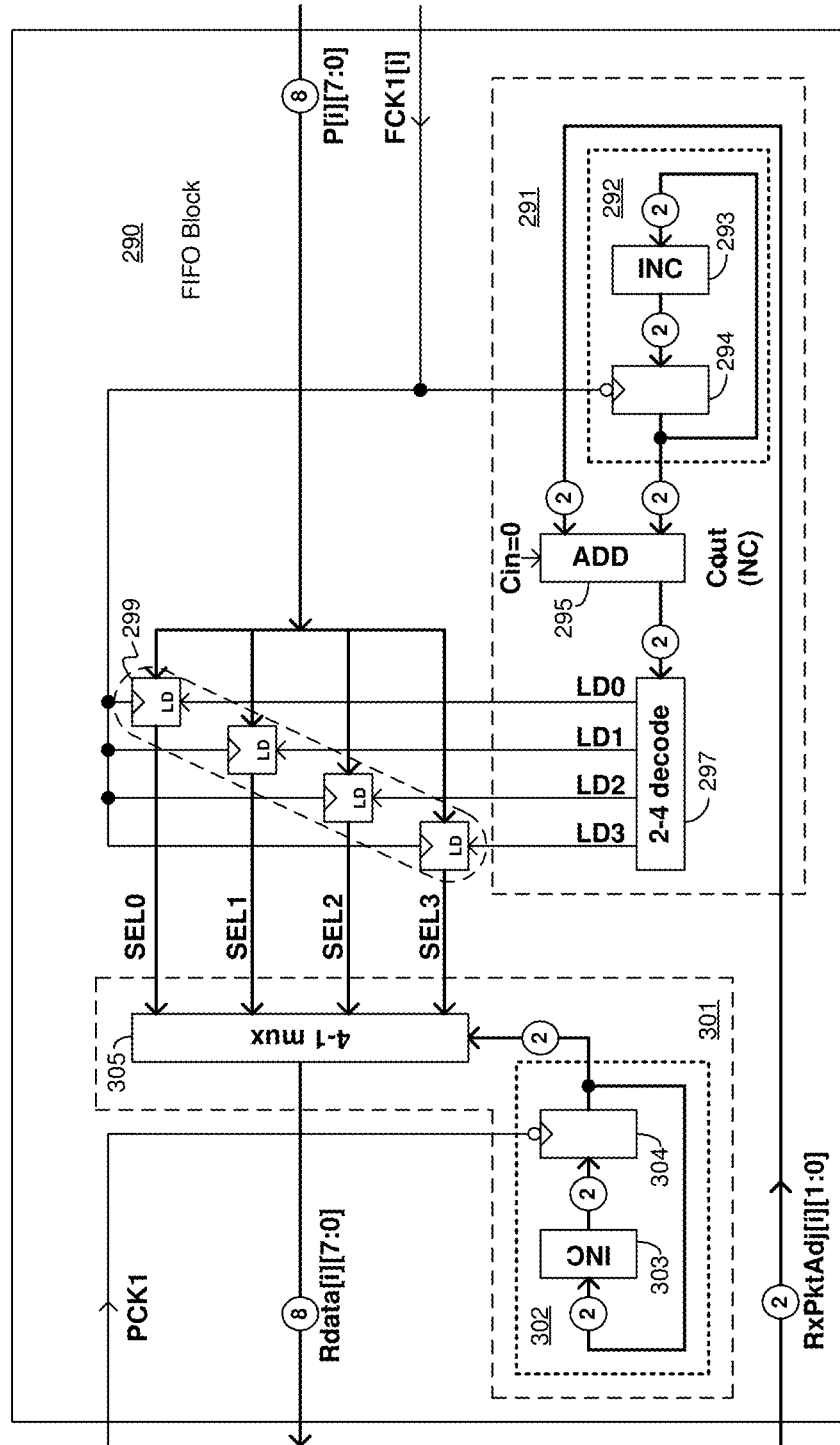 290
FIFO Block
8
P[i][7:0]
FCK1[i]
291
292
2
INC
293
2
294
2
2
Cin=0
ADD
295
Cout
(NC)
2
299
LD
LD
LD
LD
LD0
LD1
LD2
LD3
2-4 decode
297
SEL0
SEL1
SEL2
SEL3
305
4-1 mux
301
2
304
2
INC
303
2
302
PCK1
8
Rdata[i][7:0]
2
RxPktAdj[i][1:0]